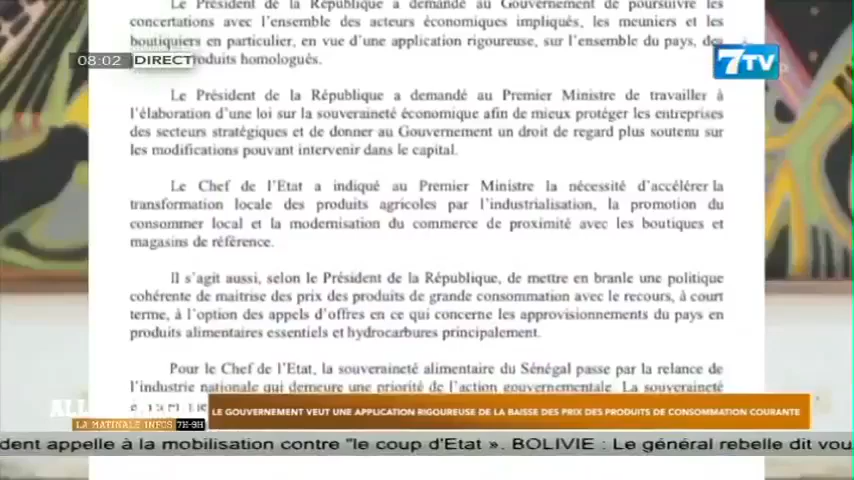 Le Président de la République a demandé au Gouvernement de poursuivre les
concertations avec l'ensemble des acteurs économiques impliqués, les meuniers et les
boutiquiers en particulier, en vue d'une application rigoureuse, sur l'ensemble du pays, des
produits homologués.
08:02 DIRECT
7TV
Le Président de la République a demandé au Premier Ministre de travailler à
l'élaboration d'une loi sur la souveraineté économique afin de mieux protéger les entreprises
des secteurs stratégiques et de donner au Gouvernement un droit de regard plus soutenu sur
les modifications pouvant intervenir dans le capital.
Le Chef de l'Etat a indiqué au Premier Ministre la nécessité d'accélérer la
transformation locale des produits agricoles par l'industrialisation, la promotion du
consommer local et la modernisation du commerce de proximité avec les boutiques et
magasins de référence.
Il s'agit aussi, selon le Président de la République, de mettre en branle une politique
cohérente de maitrise des prix des produits de grande consommation avec le recours, à court
terme, à l'option des appels d'offres en ce qui concerne les approvisionnements du pays en
produits alimentaires essentiels et hydrocarbures principalement.
Pour le Chef de l'Etat, la souveraineté alimentaire du Sénégal passe par la relance de
l'industrie nationale qui demeure une priorité de l'action gouvernementale. La souveraineté
LA MATINALE INFOS 7H-9H
LE GOUVERNEMENT VEUT UNE APPLICATION RIGOUREUSE DE LA BAISSE DES PRIX DES PRODUITS DE CONSOMMATION COURANTE
dent appelle à la mobilisation contre "le coup d'Etat ». BOLIVIE : Le général rebelle dit vou